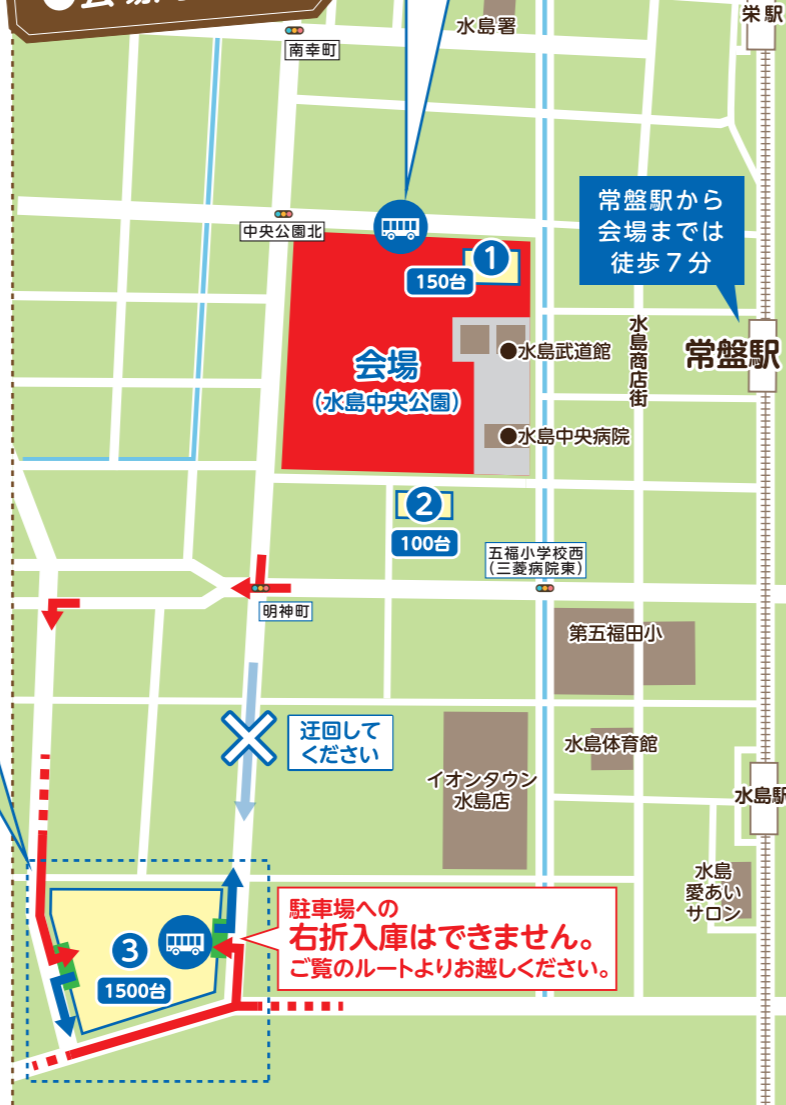 水島署
栄駅
南幸町
中央公園北
常盤駅から
会場までは
徒歩7分
1
150台
水島武道館
水島商店街
常盤駅
会場
(水島中央公園)
水島中央病院
2
100台
五福小学校西
(三菱病院東)
明神町
第五福田小
迂回して
ください
水島体育館
イオンタウン
水島店
水島駅
水島
愛あい
サロン
駐車場への
右折入庫はできません。
ご覧のルートよりお越しください。
3
1500台